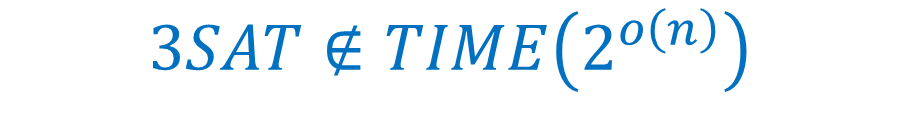 3SAT ∉ TIME(2^{o(n)})